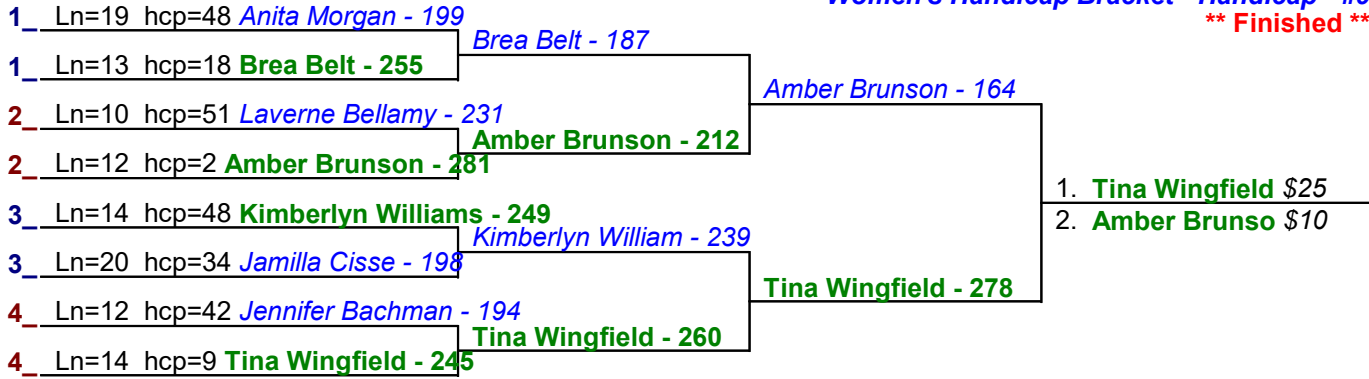 Women's Handicap Bracket - Handicap
** Finished **
1_ Ln=19 hcp=48 Anita Morgan - 199
Brea Belt - 187
1_ Ln=13 hcp=18 Brea Belt - 255
Amber Brunson - 164
2_ Ln=10 hcp=51 Laverne Bellamy - 231
Amber Brunson - 212
2_ Ln=12 hcp=2 Amber Brunson - 281
1. Tina Wingfield $25
2. Amber Brunso $10
3_ Ln=14 hcp=48 Kimberlyn Williams - 249
Kimberlyn William - 239
3_ Ln=20 hcp=34 Jamilla Cisse - 198
Tina Wingfield - 278
4_ Ln=12 hcp=42 Jennifer Bachman - 194
Tina Wingfield - 260
4_ Ln=14 hcp=9 Tina Wingfield - 245